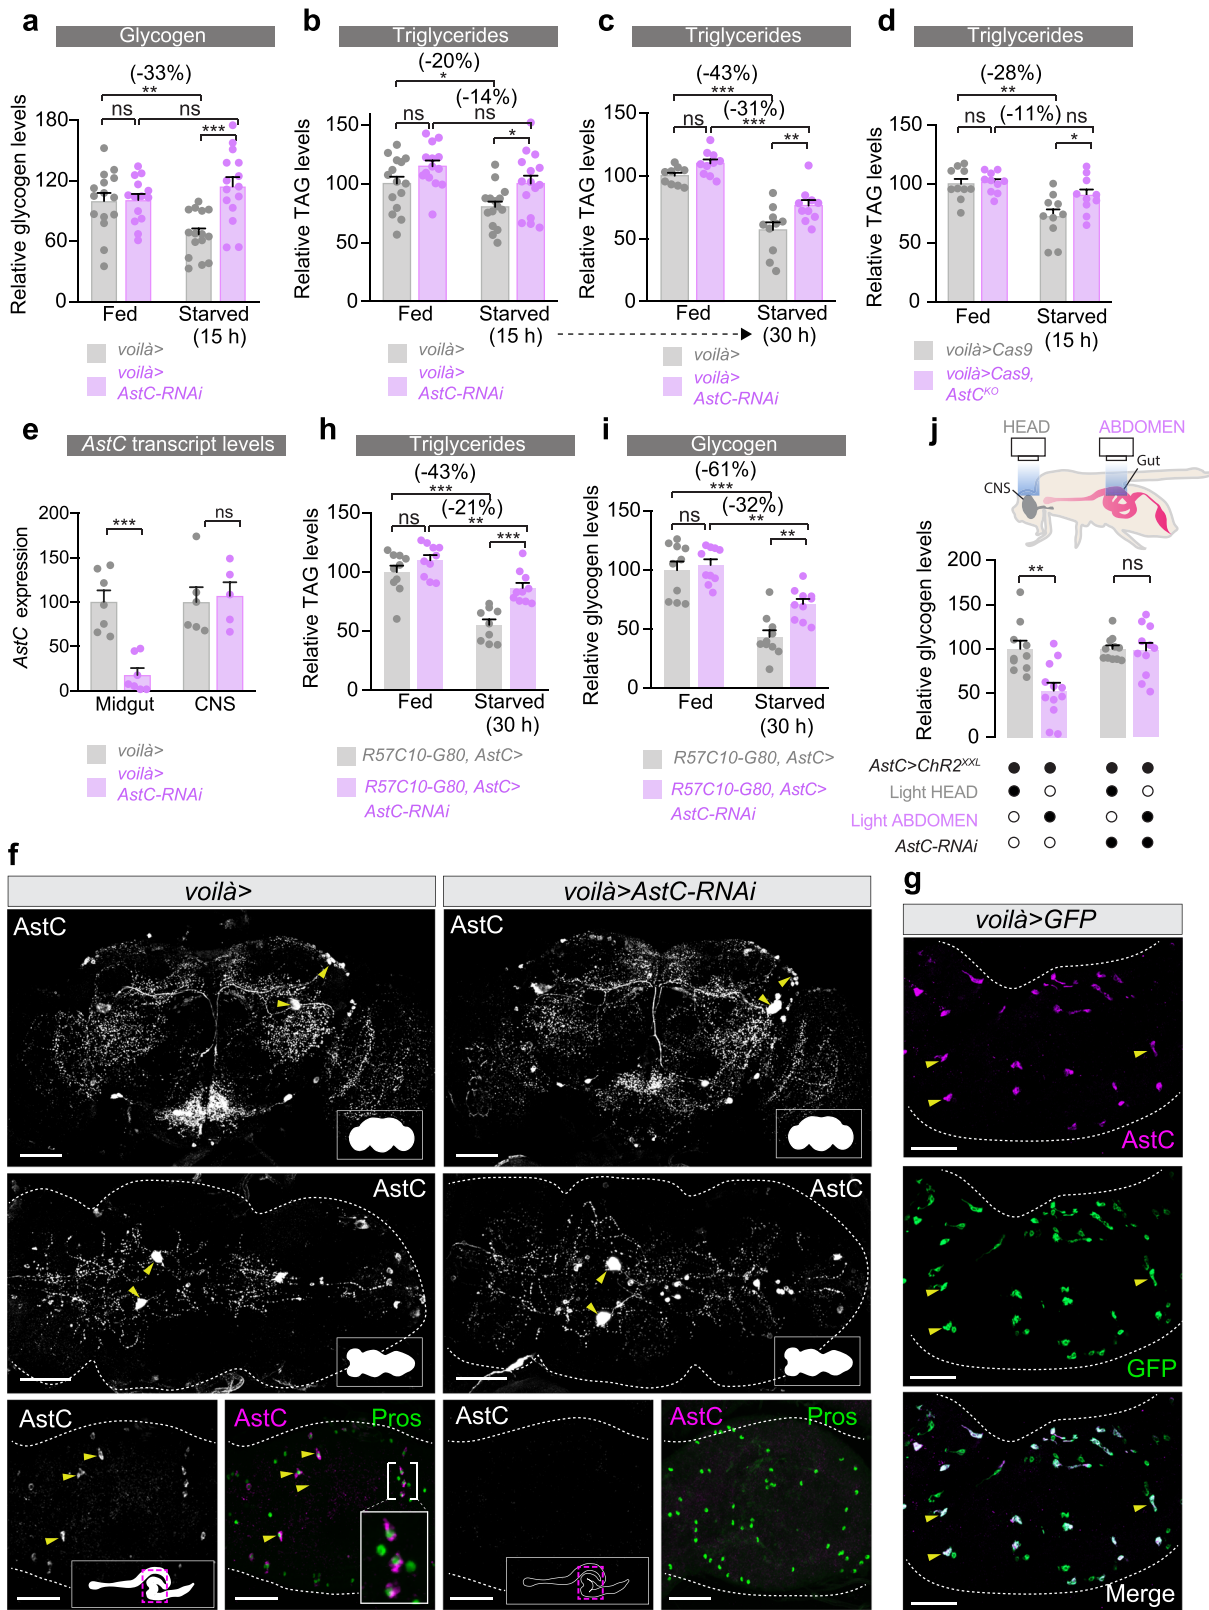 a
Glycogen
(-33%)
**
ns
ns
***
Relative glycogen levels
180
120
60
0
Fed
Starved
(15 h)
voilà>
voilà>
AstC-RNAi
b
Triglycerides
(-20%)
*
(-14%)
ns
ns
*
Relative TAG levels
150
100
50
0
Fed
Starved
(15 h)
voilà>
voilà>
AstC-RNAi
c
Triglycerides
(-43%)
***
(-31%)
ns
***
**
Relative TAG levels
150
100
50
0
Fed
Starved
(30 h)
voilà>
voilà>
AstC-RNAi
d
Triglycerides
(-28%)
**
(-11%)
ns
ns
*
Relative TAG levels
150
100
50
0
Fed
Starved
(15 h)
voilà>Cas9
voilà>Cas9,
AstCKO
e
AstC transcript levels
***
ns
AstC expression
200
150
100
50
0
Midgut
CNS
voilà>
voilà>
AstC-RNAi
h
Triglycerides
(-43%)
***
(-21%)
ns
**
***
Relative TAG levels
150
100
50
0
Fed
Starved
(30 h)
R57C10-G80, AstC>
R57C10-G80, AstC>
AstC-RNAi
i
Glycogen
(-61%)
***
(-32%)
ns
**
**
Relative glycogen levels
150
100
50
0
Fed
Starved
(30 h)
R57C10-G80, AstC>
R57C10-G80, AstC>
AstC-RNAi
j
HEAD
ABDOMEN
Gut
CNS
200
150
100
50
0
Relative glycogen levels
**
ns
AstC>ChR2XXL
Light HEAD
Light ABDOMEN
AstC-RNAi
f
voilà>
voilà>AstC-RNAi
AstC
AstC
AstC
AstC
AstC
AstC
Pros
AstC
AstC
Pros
g
voilà>GFP
AstC
GFP
Merge